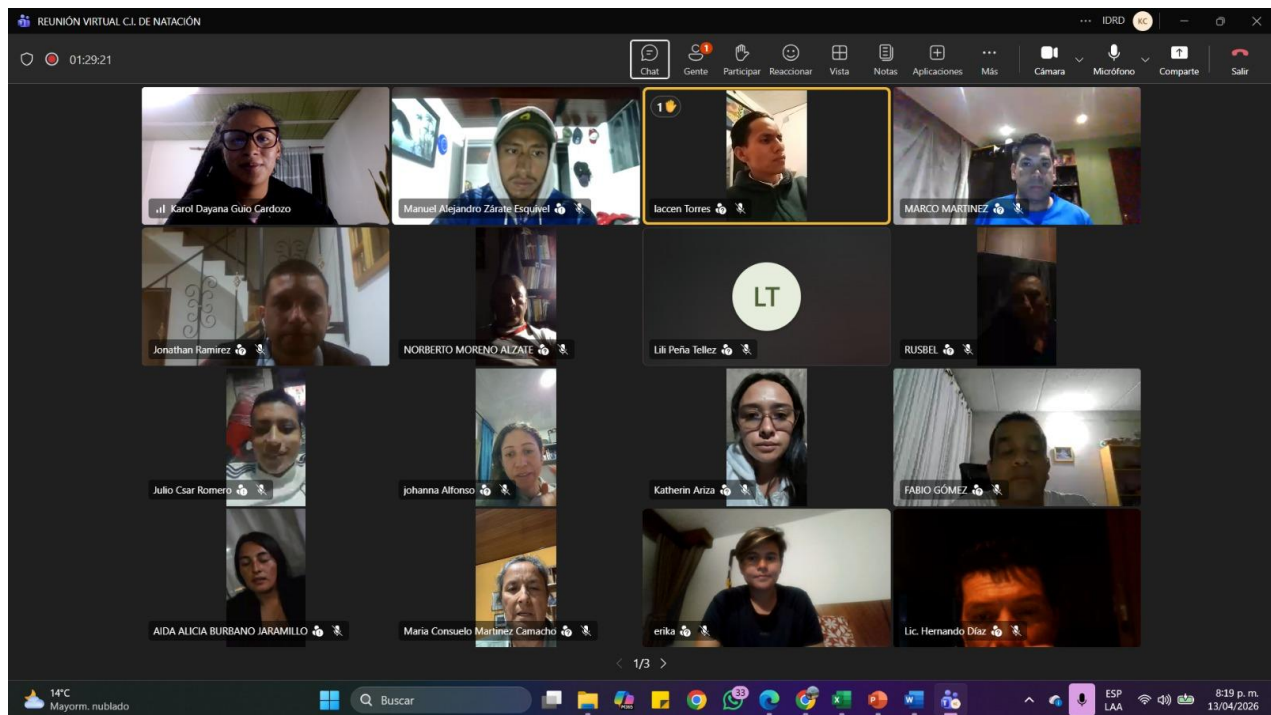 REUNIÓN VIRTUAL C.I. DE NATACIÓN
IDRD KC
01:29:21
1
Chat Gente Participar Reaccionar Vista Notas Aplicaciones Más Cámara Micrófono Comparte Salir
1
Karol Dayana Guio Cardozo
Manuel Alejandro Zárate Esquivel
Iaccen Torres
MARCO MARTINEZ
LT
Jonathan Ramirez
NORBERTO MORENO ALZATE
Lili Peña Tellez
RUSBEL
Julio Csar Romero
johanna Alfonso
Katherin Ariza
FABIO GÓMEZ
AIDA ALICIA BURBANO JARAMILLO
Maria Consuelo Martinez Camacho
erika
Lic. Hernando Díaz
1/3
14°C
Mayorm. nublado
Buscar
33
ESP
LAA
8:19 p. m.
13/04/2026